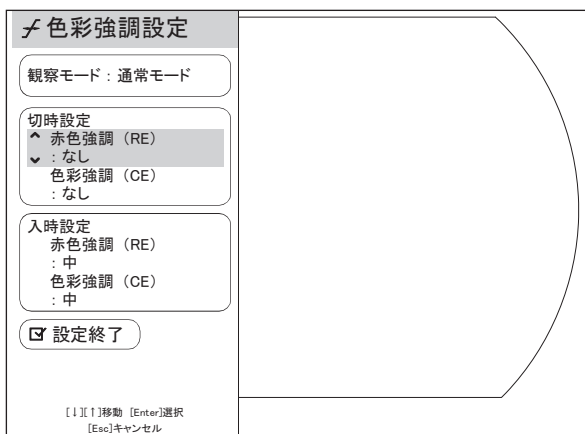 色彩強調設定
観察モード：通常モード
切時設定
赤色強調（RE）
：なし
色彩強調（CE）
：なし
入時設定
赤色強調（RE）
：中
色彩強調（CE）
：中
設定終了
[↓][↑]移動 [Enter]選択
[Esc]キャンセル